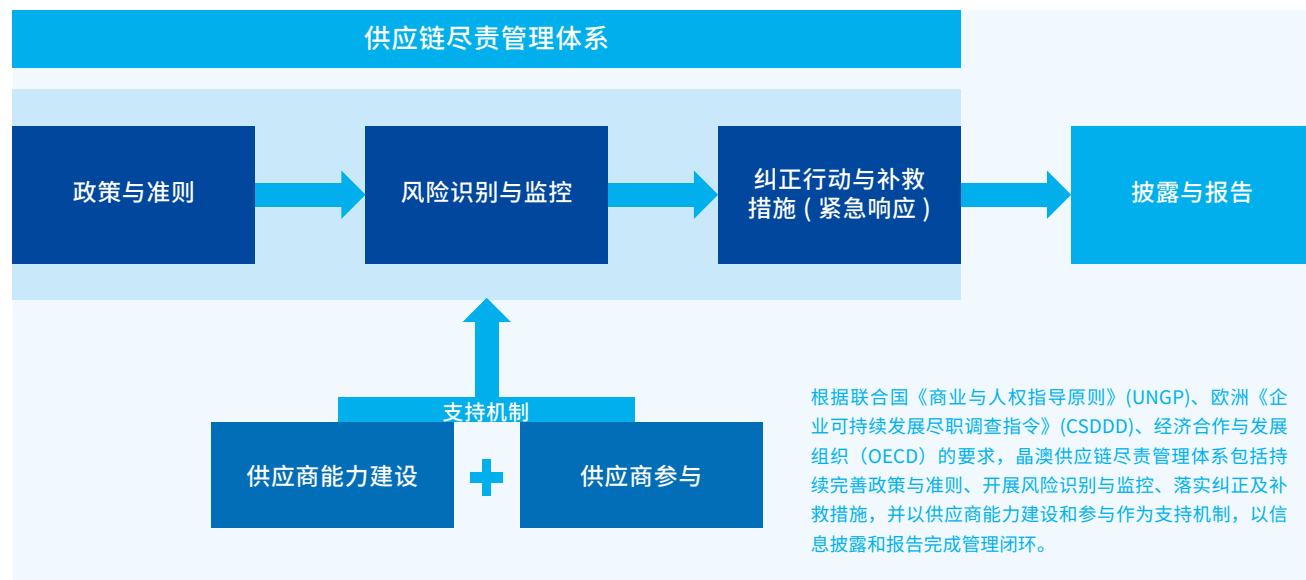 供应链尽责管理体系
政策与准则
风险识别与监控
纠正行动与补救
措施 ( 紧急响应 )
披露与报告
支持机制
供应商能力建设
供应商参与
根据联合国《商业与人权指导原则》(UNGP)、欧洲《企
业可持续发展尽职调查指令》(CSDDD)、经济合作与发展
组织（OECD）的要求，晶澳供应链尽责管理体系包括持
续完善政策与准则、开展风险识别与监控、落实纠正及补
救措施，并以供应商能力建设和参与作为支持机制，以信
息披露和报告完成管理闭环。